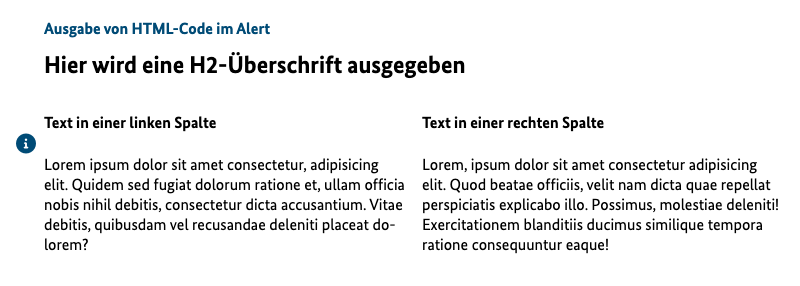 Ausgabe von HTML-Code im Alert
Hier wird eine H2-Überschrift ausgegeben
Text in einer linken Spalte
Lorem ipsum dolor sit amet consectetur, adipisicing
elit. Quidem sed fugiat dolorum ratione et, ullam officia
nobis nihil debitis, consectetur dicta accusantium. Vitae
debitis, quibusdam vel recusandae deleniti placeat do-
lorem?
Text in einer rechten Spalte
Lorem, ipsum dolor sit amet consectetur adipisicing
elit. Quod beatae officiis, velit nam dicta quae repellat
perspiciatis explicabo illo. Possimus, molestiae deleniti!
Exercitationem blanditiis ducimus similique tempora
ratione consequuntur eaque!